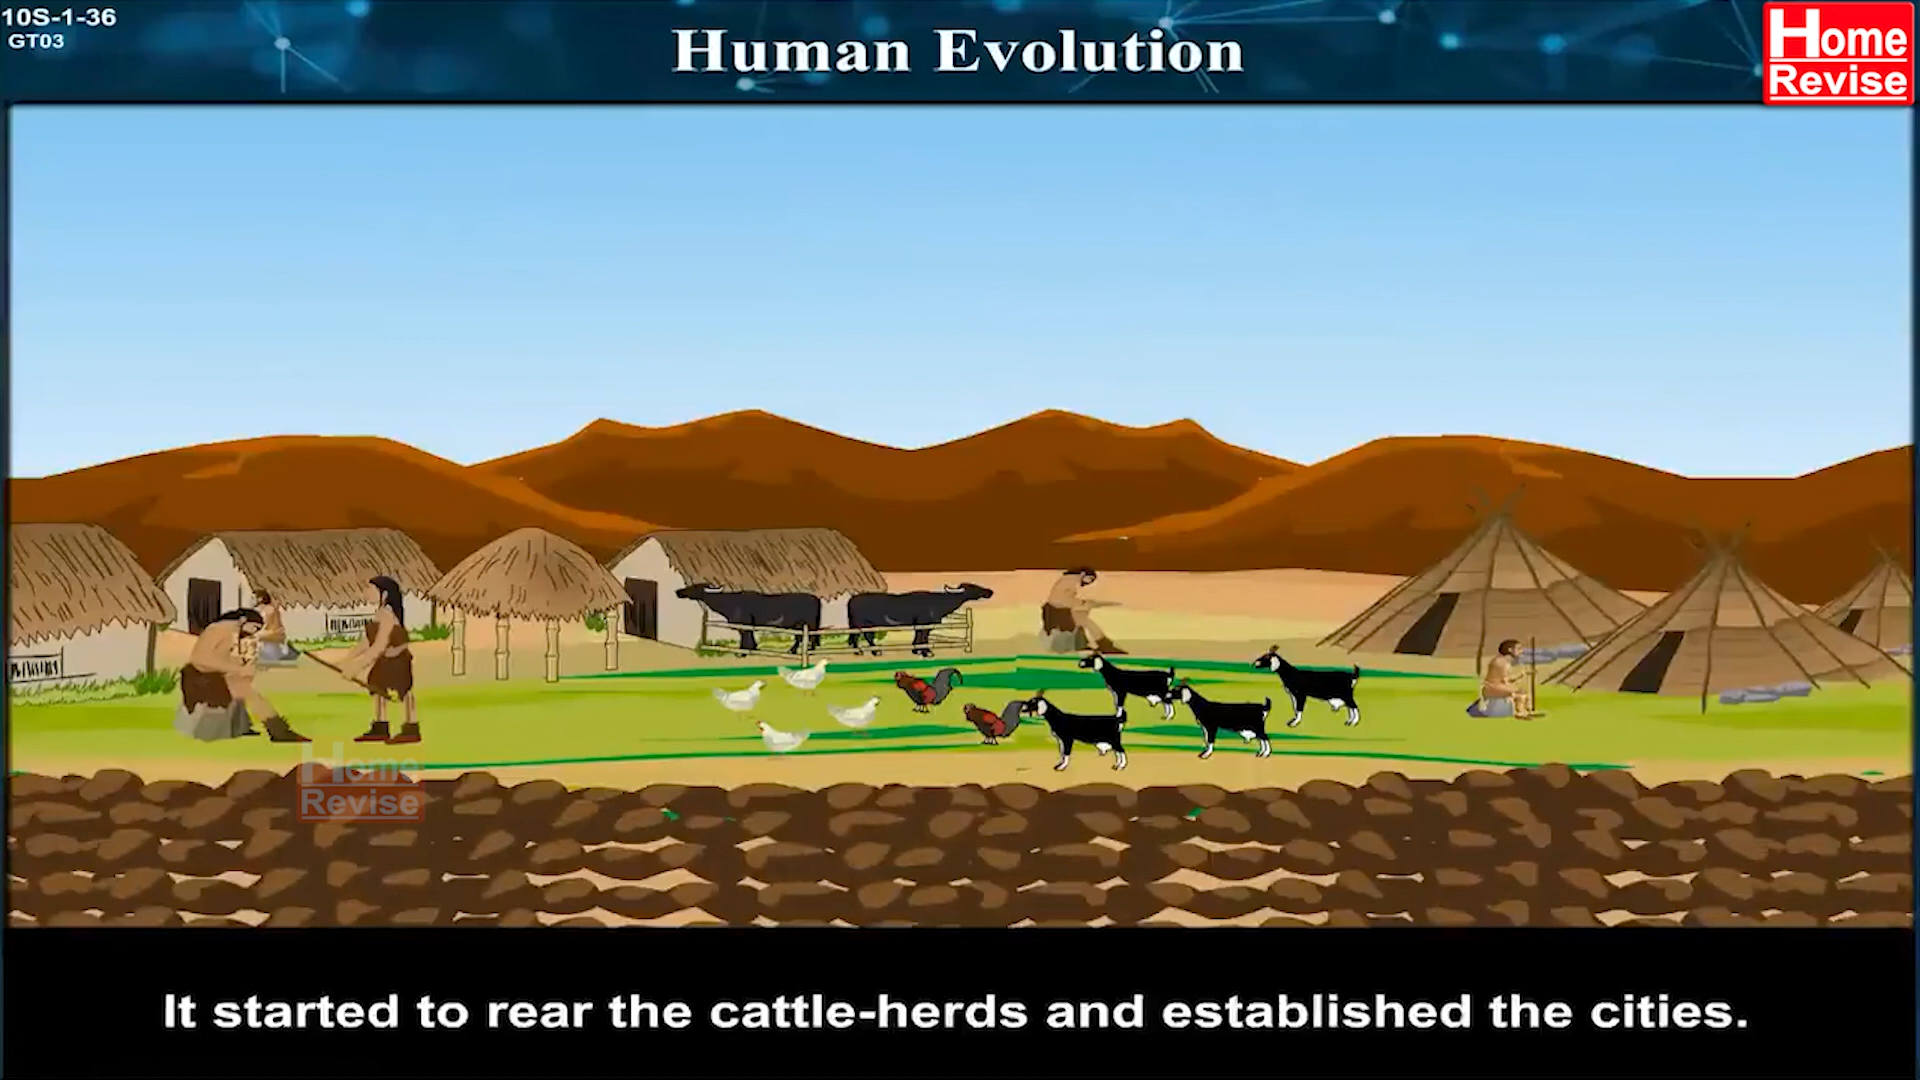 10S-1-36
GT03
Human Evolution
Home
Revise
Home
Revise
It started to rear the cattle-herds and established the cities.